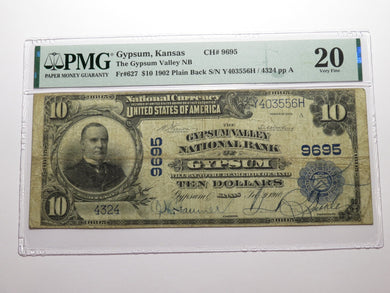 PMG
PAPER MONEY GUARANTY
Gypsum, Kansas CH# 9695
The Gypsum Valley NB
Fr#627 $10 1902 Plain Back S/N Y403556H / 4324 pp A
20
Very Fine
National Currency
UNITED STATES OF AMERICA
Y403556H
10 10
A
THE
GYPSUM VALLEY
NATIONAL BANK
OF
GYPSUM
9695 9695
TEN DOLLARS
KANSAS
4324
10 10